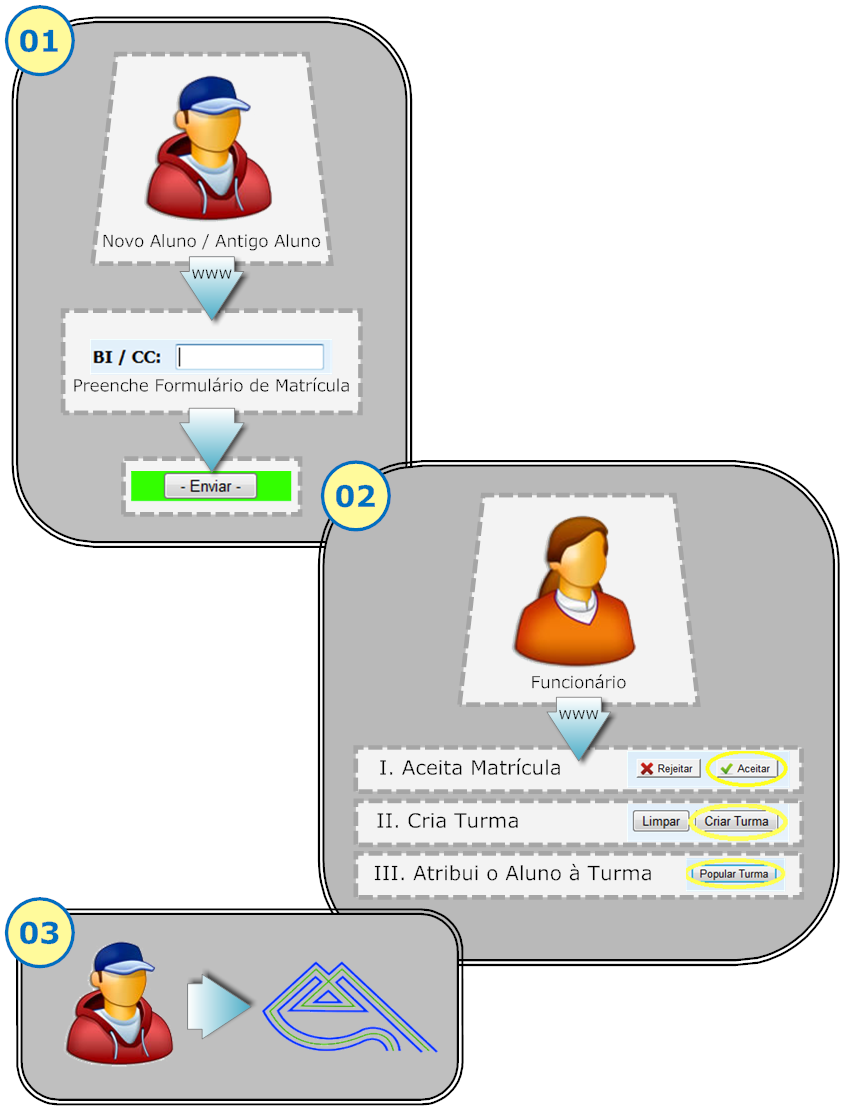 01
Novo Aluno / Antigo Aluno
www
BI / CC:
Preenche Formulário de Matrícula
- Enviar -
02
Funcionário
www
I. Aceita Matrícula Rejeitar Aceitar
II. Cria Turma Limpar Criar Turma
III. Atribui o Aluno à Turma Popular Turma
03